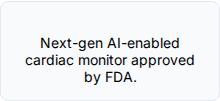 Next-gen AI-enabled
cardiac monitor approved
by FDA.